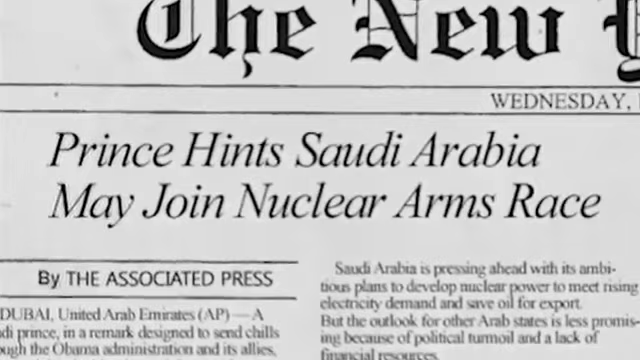 The New
WEDNESDAY,
Prince Hints Saudi Arabia
May Join Nuclear Arms Race
By THE ASSOCIATED PRESS
DUBAI, United Arab Emirates (AP) — A
di prince, in a remark designed to send chills
ough the Obama administration and its allies,
Saudi Arabia is pressing ahead with its ambi-
tious plans to develop nuclear power to meet rising
electricity demand and save oil for export.
But the outlook for other Arab states is less promis-
ing because of political turmoil and a lack of
financial resources.